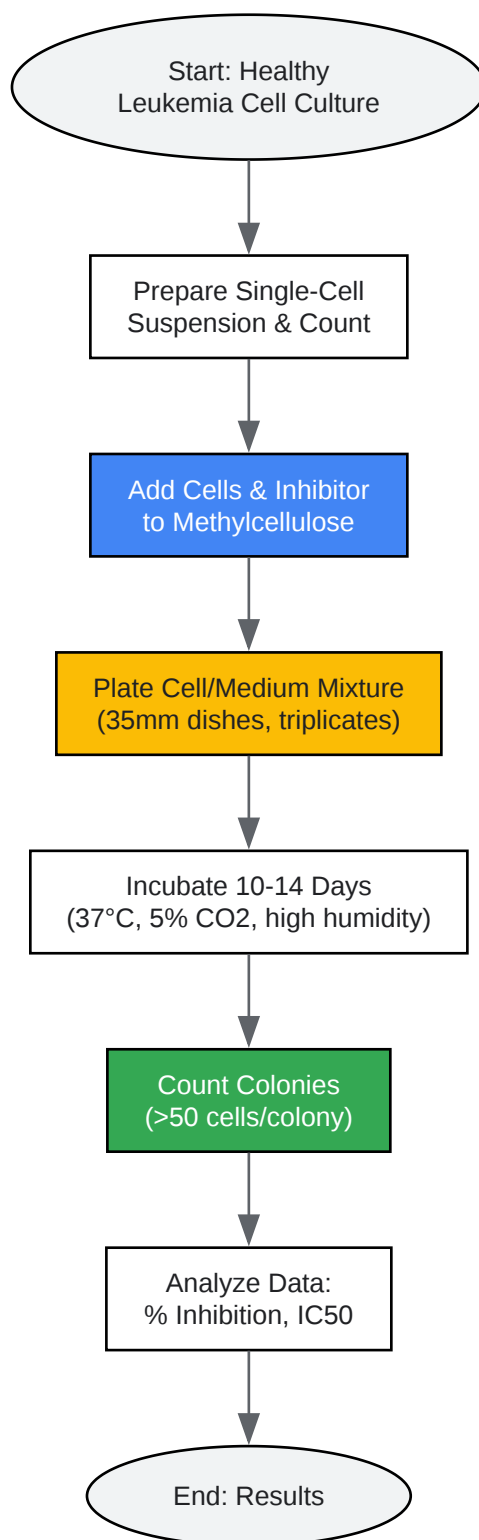 Start: Healthy
Leukemia Cell Culture
Prepare Single-Cell
Suspension & Count
Add Cells & Inhibitor
to Methylcellulose
Plate Cell/Medium Mixture
(35mm dishes, triplicates)
Incubate 10-14 Days
(37°C, 5% CO2, high humidity)
Count Colonies
(>50 cells/colony)
Analyze Data:
% Inhibition, IC50
End: Results